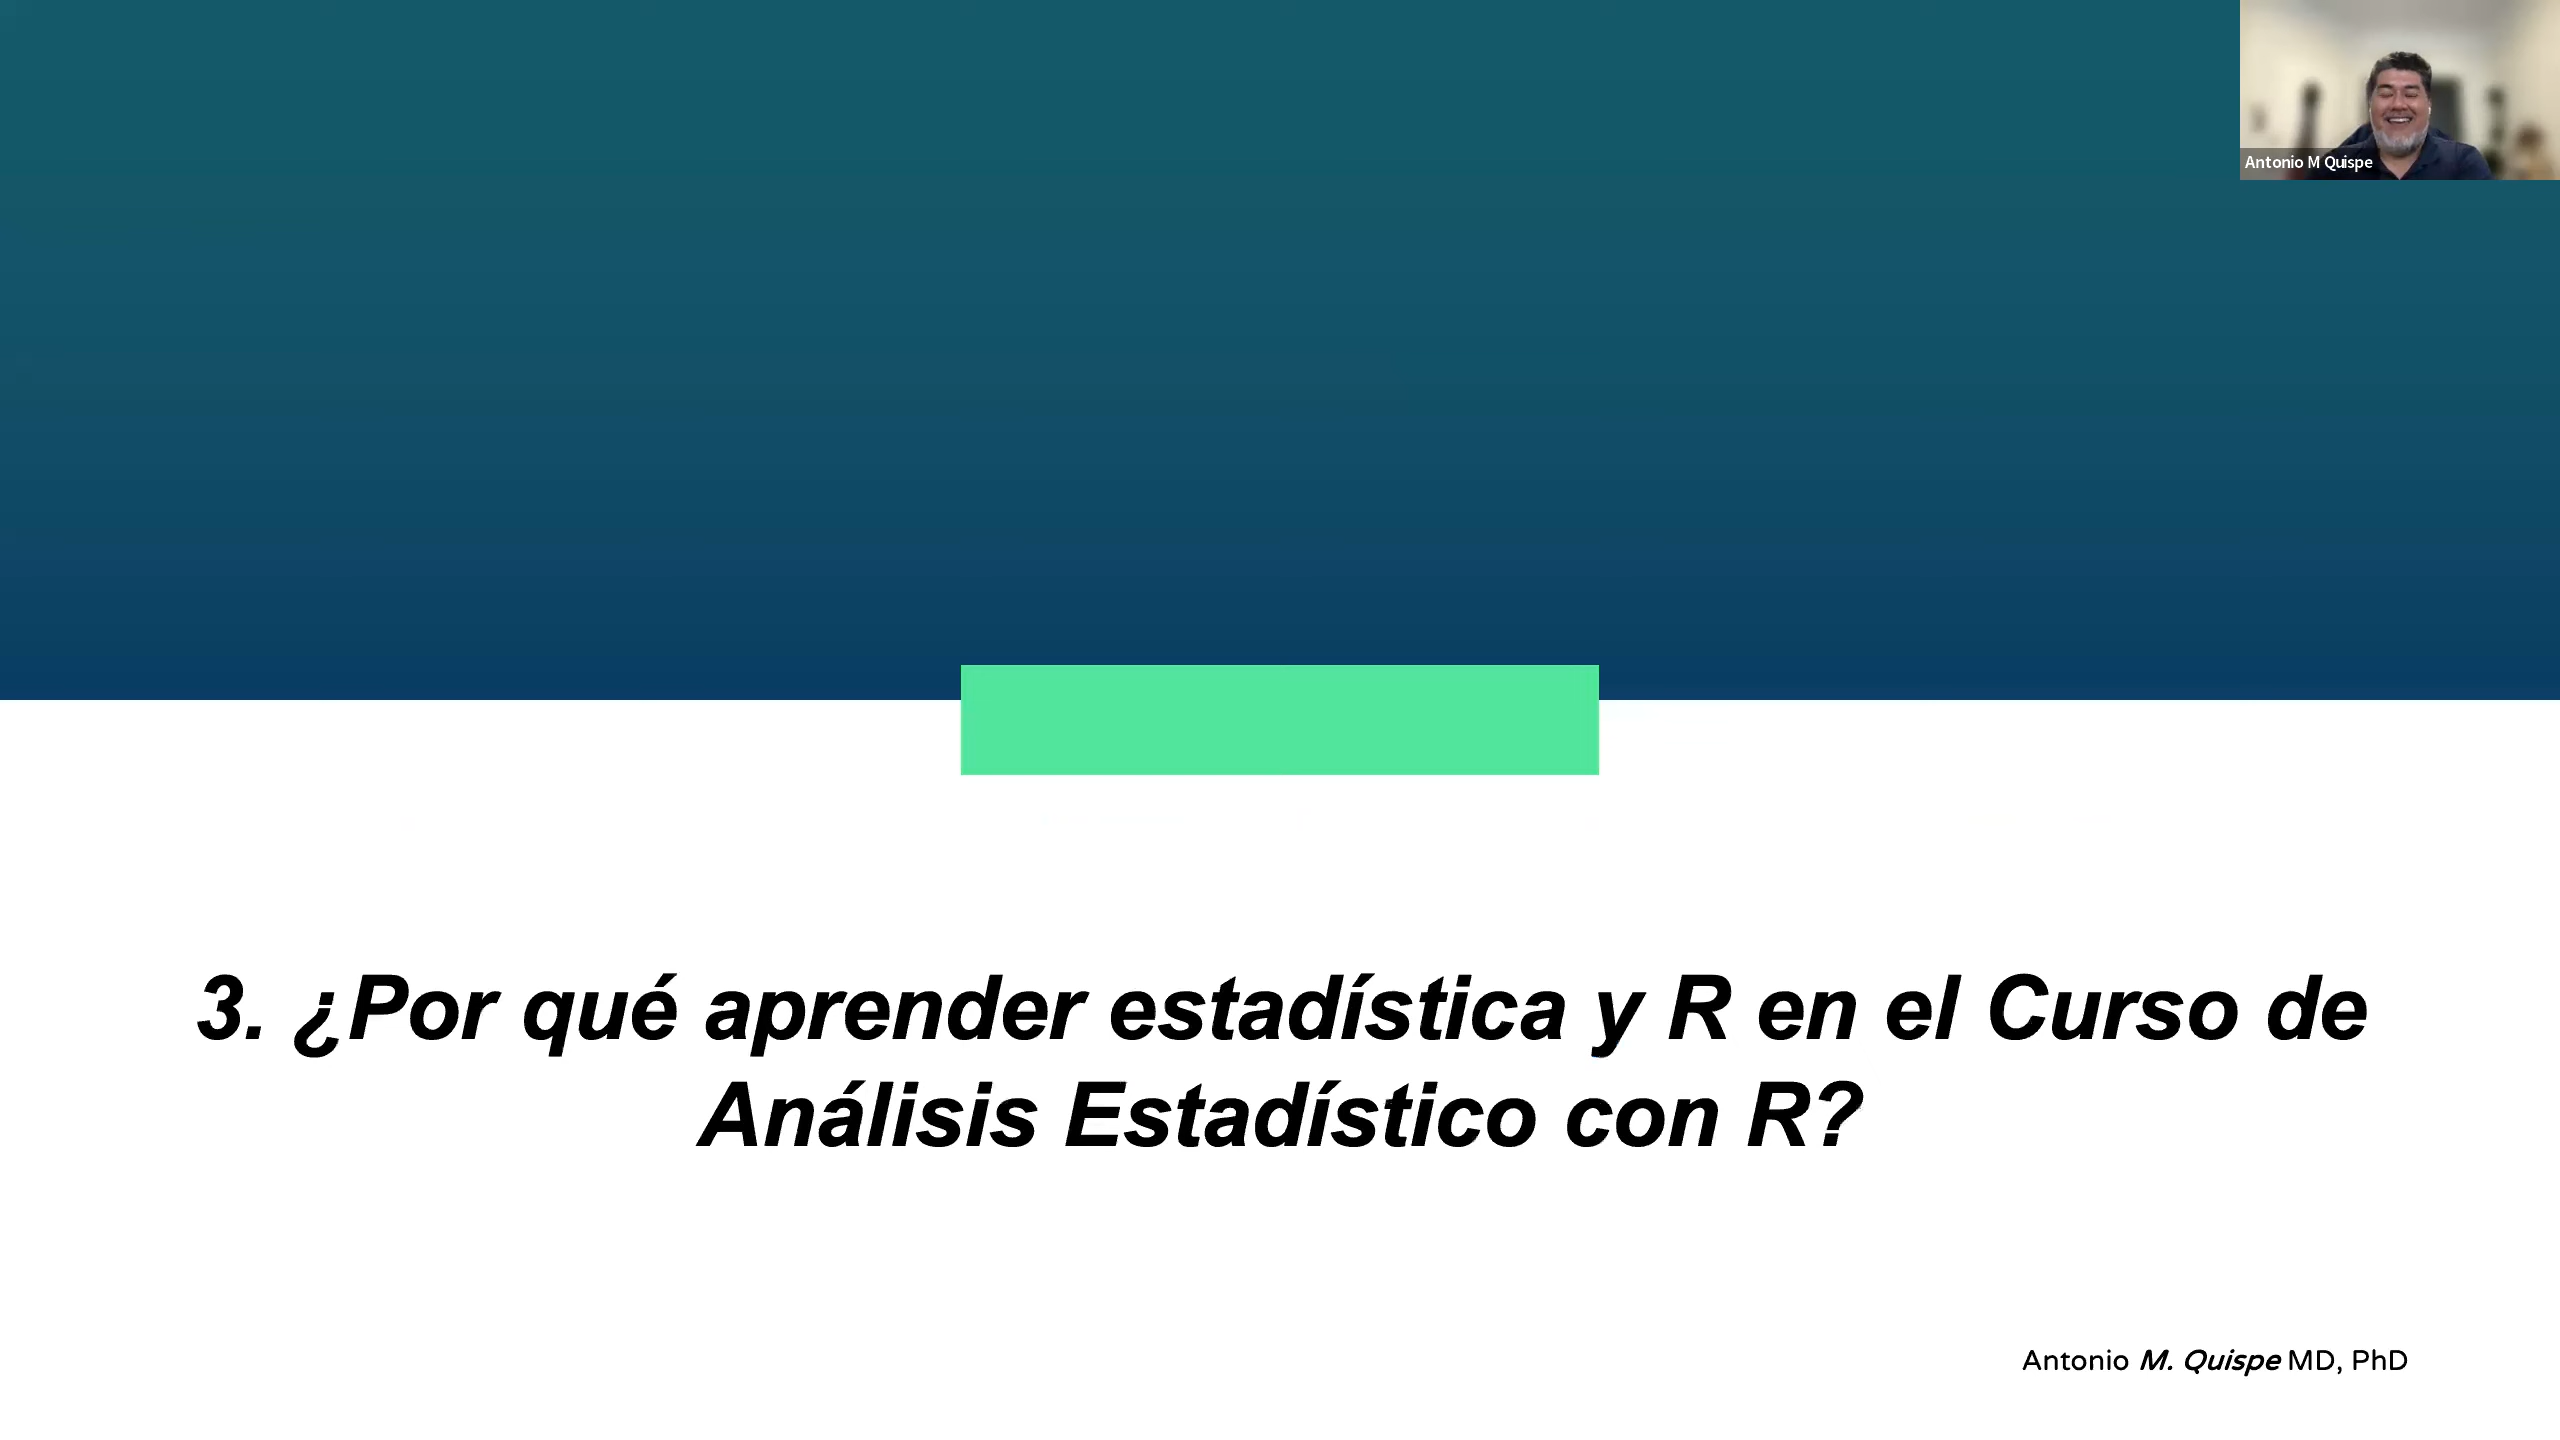 Antonio M Quispe
3. ¿Por qué aprender estadística y R en el Curso de
Análisis Estadístico con R?
Antonio M. Quispe MD, PhD